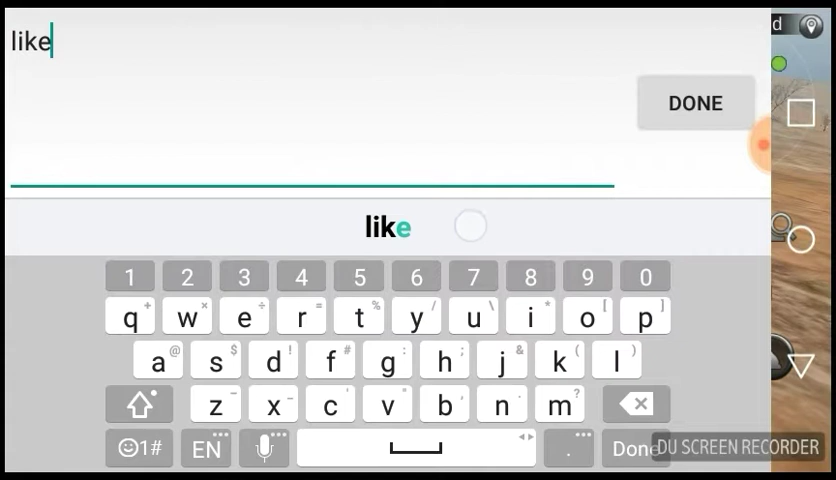 like
d
DONE
like
1 2 3 4 5 6 7 8 9 0
q + w × e ÷ r = t % y / u \ i * o [ p ]
a @ s $ d ! f # g : h ; j & k ( l )
z - x _ c ' v " b , n . m ?
1# EN . Done
DU SCREEN RECORDER